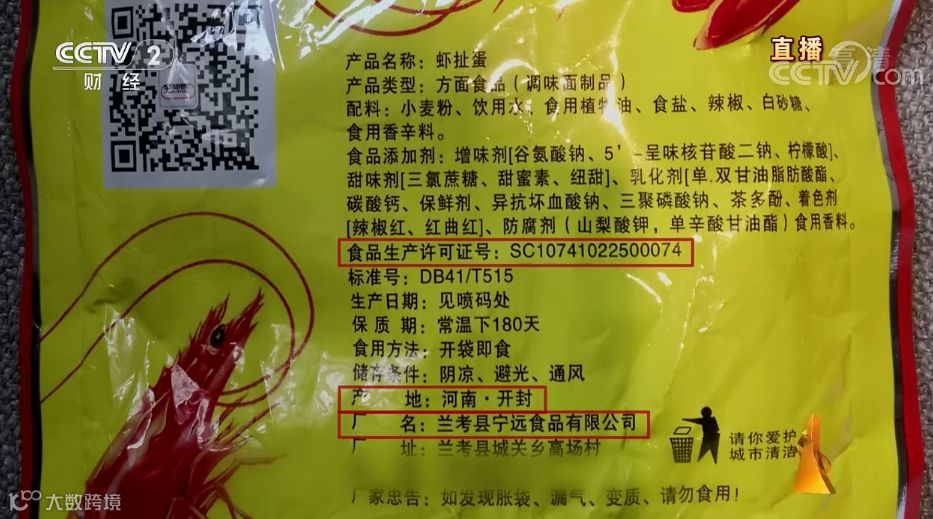 CCTV 2
财经
直播
高清
CCTV.com
产品名称：虾扯蛋
产品类型：方面食品（调味面制品）
配料：小麦粉、饮用水、食用植物油、食盐、辣椒、白砂糖、
食用香辛料。
食品添加剂：增味剂[谷氨酸钠、5’-呈味核苷酸二钠、柠檬酸]、
甜味剂[三氯蔗糖、甜蜜素、纽甜]、乳化剂[单.双甘油脂肪酸酯、
碳酸钙、保鲜剂、异抗坏血酸钠、三聚磷酸钠、茶多酚、着色剂
[辣椒红、红曲红]、防腐剂（山梨酸钾，单辛酸甘油酯）食用香料。
食品生产许可证号：SC10741022500074
标准号：DB41/T515
生产日期：见喷码处
保质期：常温下180天
食用方法：开袋即食
储存条件：阴凉、避光、通风
产 地：河南·开封
厂 名：兰考县宁远食品有限公司
厂 址：兰考县城关乡高场村
请你爱护
城市清洁
厂家忠告：如发现胀袋、漏气、变质、请勿食用！
大数跨境